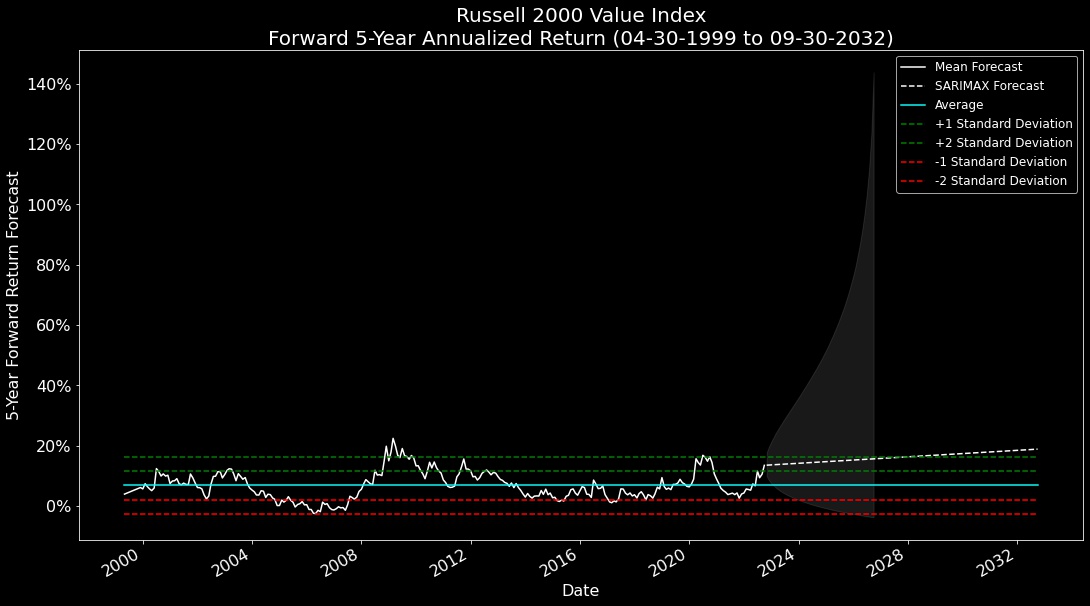 Russell 2000 Value Index
Forward 5-Year Annualized Return (04-30-1999 to 09-30-2032)
Mean Forecast
SARIMAX Forecast
Average
+1 Standard Deviation
+2 Standard Deviation
-1 Standard Deviation
-2 Standard Deviation
5-Year Forward Return Forecast
140%
120%
100%
80%
60%
40%
20%
0%
2000
2004
2008
2012
2016
2020
2024
2028
2032
Date